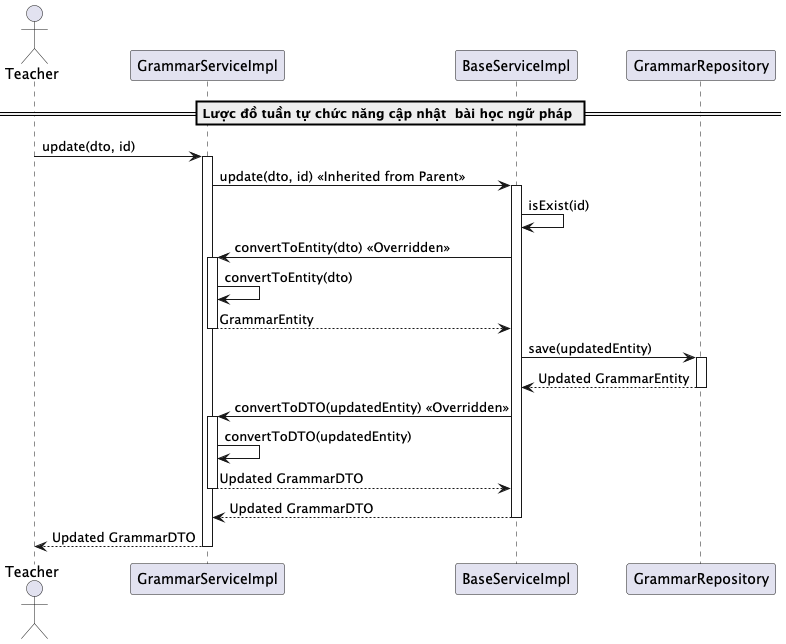 Teacher
GrammarServiceImpl
BaseServiceImpl
GrammarRepository
Lược đồ tuần tự chức năng cập nhật  bài học ngữ pháp
update(dto, id)
update(dto, id) «Inherited from Parent»
isExist(id)
convertToEntity(dto) «Overridden»
convertToEntity(dto)
GrammarEntity
save(updatedEntity)
Updated GrammarEntity
convertToDTO(updatedEntity) «Overridden»
convertToDTO(updatedEntity)
Updated GrammarDTO
Updated GrammarDTO
Updated GrammarDTO
Teacher
GrammarServiceImpl
BaseServiceImpl
GrammarRepository